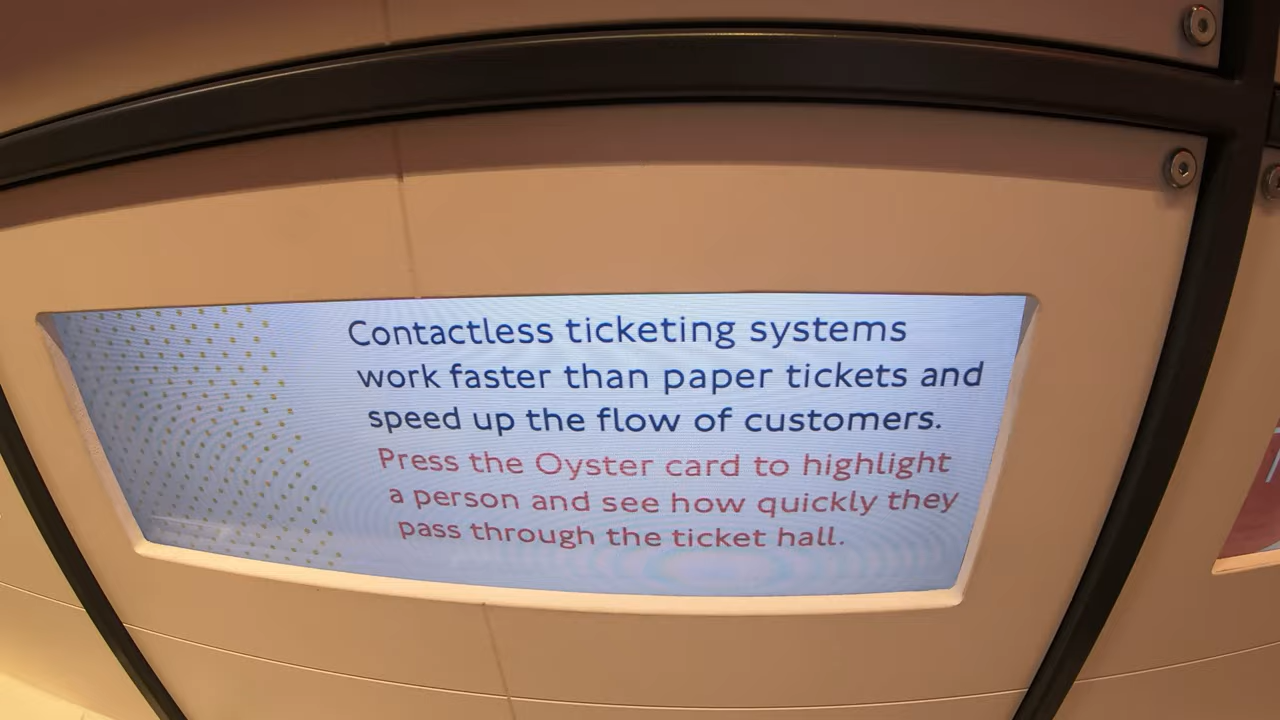 Contactless ticketing systems
work faster than paper tickets and
speed up the flow of customers.
Press the Oyster card to highlight
a person and see how quickly they
pass through the ticket hall.